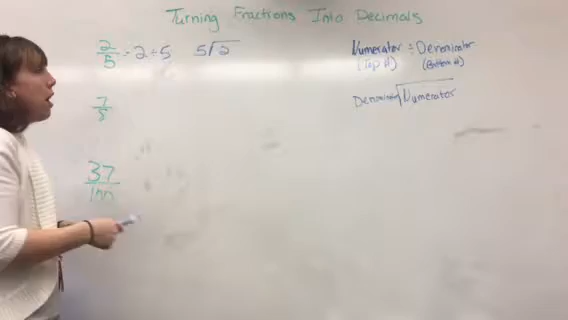 Turning Fractions Into Decimals
2/5 = 2 ÷ 5 5√2
Numerator ÷ Denominator
(Top #) (Bottom #)
Denominator√Numerator
7/5
37/100